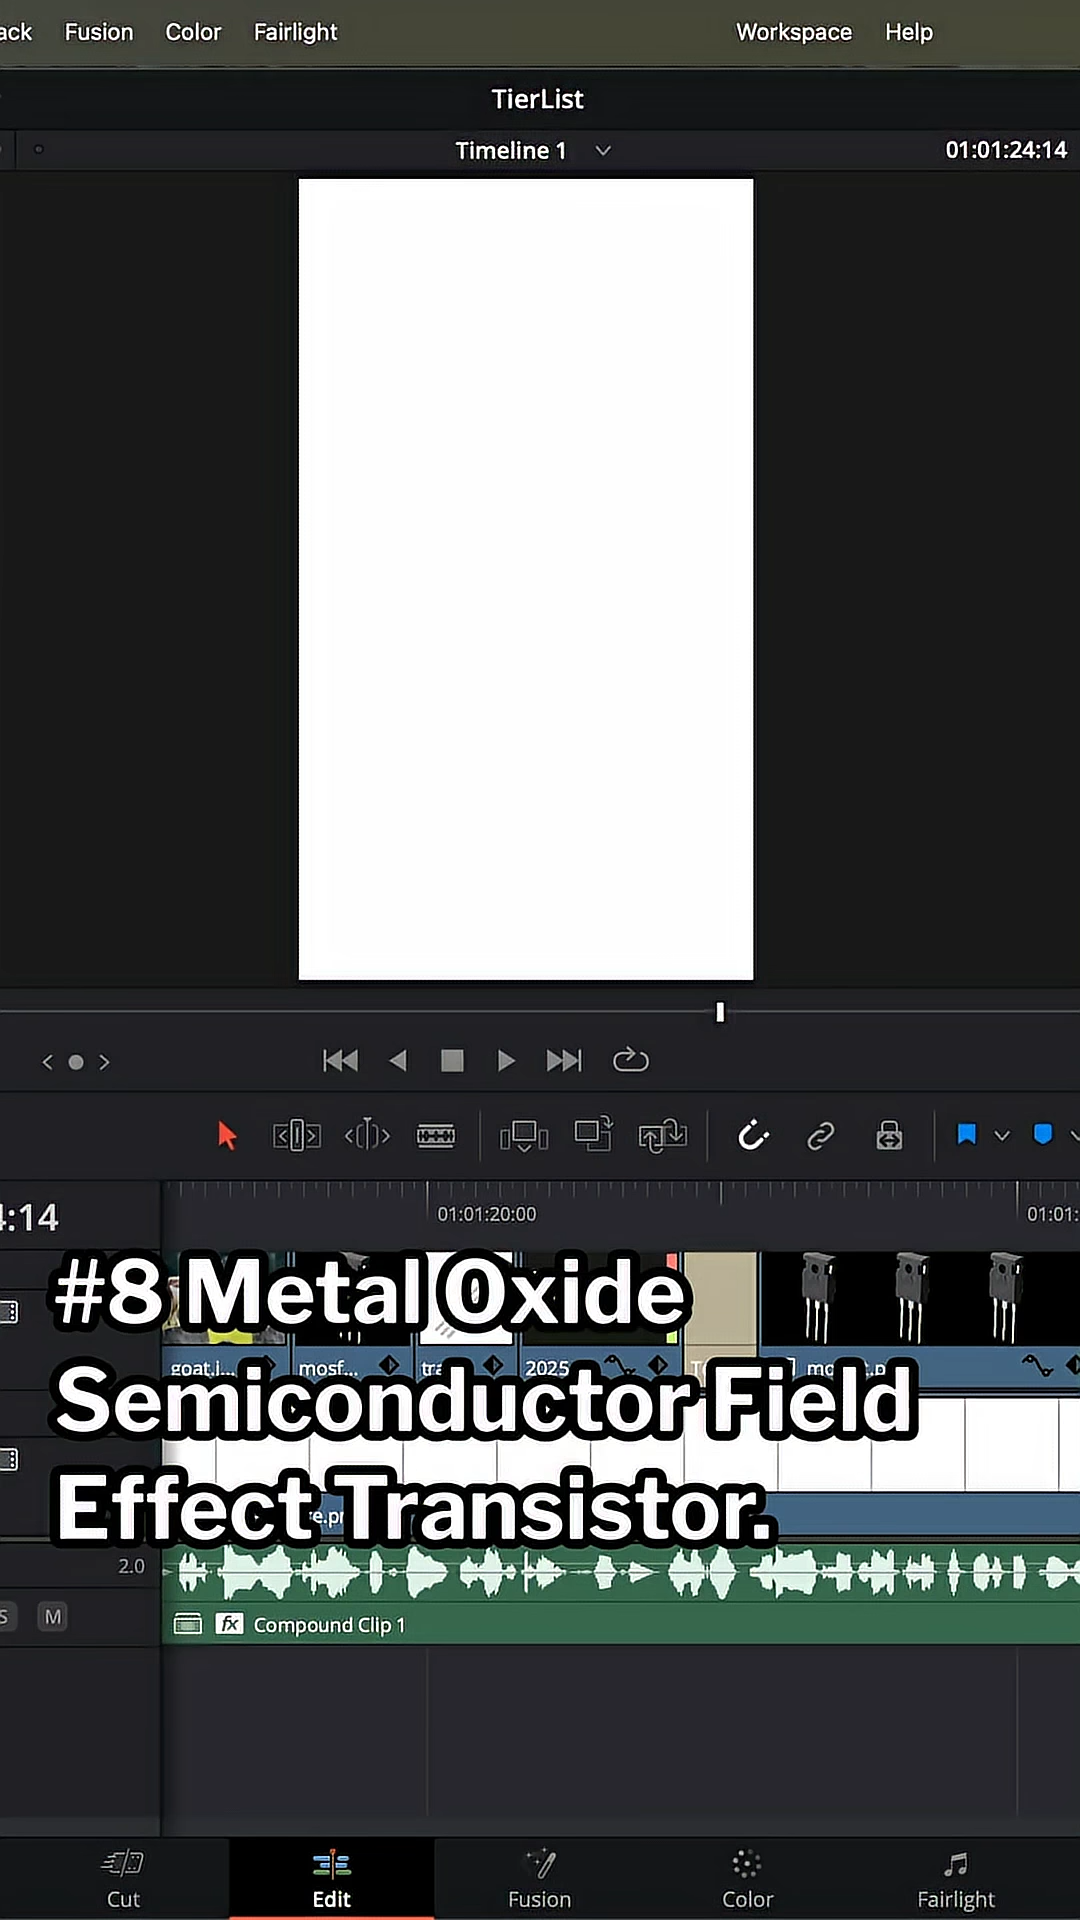 Fusion Color Fairlight Workspace Help
TierList
Timeline 1 01:01:24:14
:14
01:01:20:00 01:01:
#8 Metal Oxide
goat.j... mosf... 2025
Semiconductor Field
Effect Transistor.
2.0
S M
fx Compound Clip 1
Cut Edit Fusion Color Fairlight